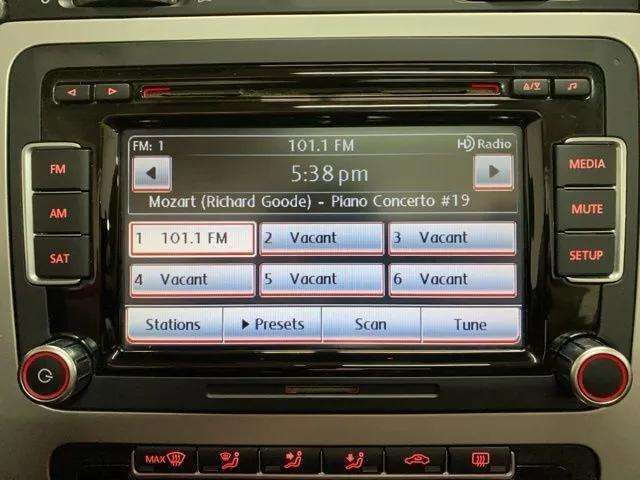 FM: 1 101.1 FM HD Radio
5:38 pm
Mozart (Richard Goode) - Piano Concerto #19
1 101.1 FM 2 Vacant 3 Vacant
4 Vacant 5 Vacant 6 Vacant
Stations Presets Scan Tune
FM
AM
SAT
MEDIA
MUTE
SETUP
MAX